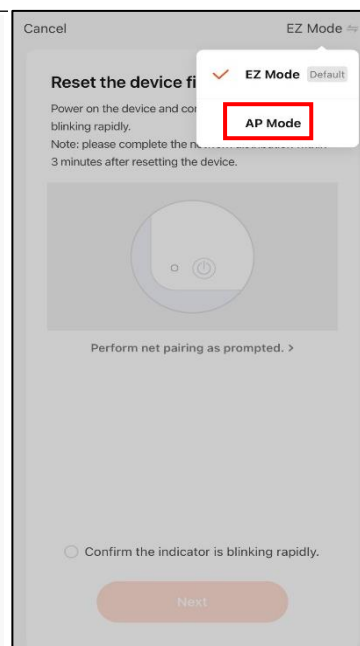 Cancel
EZ Mode
EZ Mode Default
AP Mode
Reset the device fi
Power on the device and co
blinking rapidly.
Note: please complete the
3 minutes after resetting the device.
Perform net pairing as prompted. >
Confirm the indicator is blinking rapidly.
Next